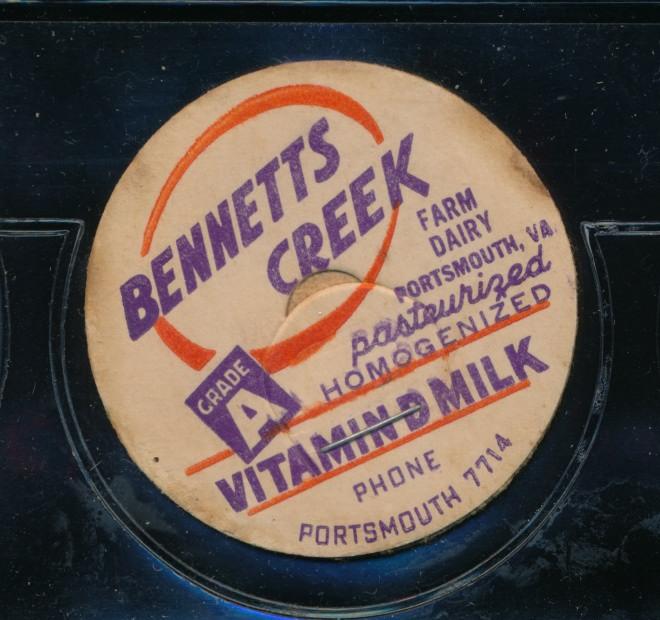 BENNETTS
CREEK
FARM
DAIRY
PORTSMOUTH, VA.
pasteurized
HOMOGENIZED
GRADE
A
VITAMIN-D MILK
PHONE
PORTSMOUTH 7714